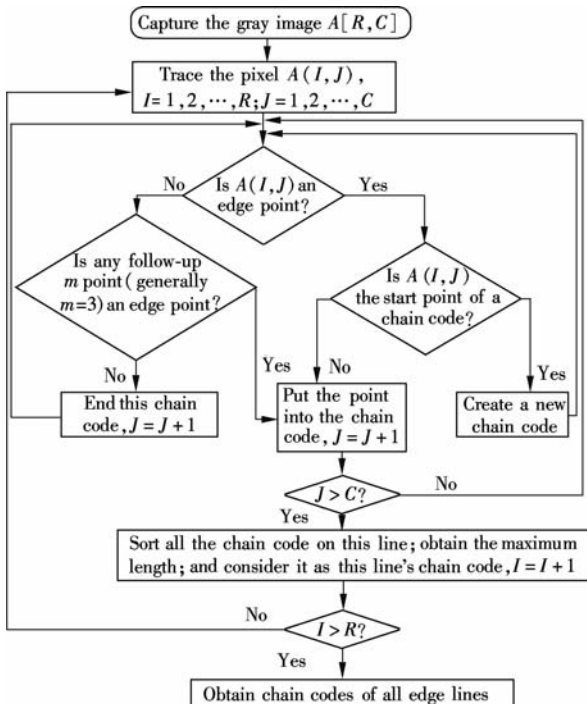 Capture the gray image A[R,C]
Trace the pixel A(I,J),
I=1,2,⋯,R;J=1,2,⋯,C
No
Is A(I,J) an
edge point?
Yes
Is any follow-up
m point(generally
m=3) an edge point?
Is A (I,J)
the start point of a
chain code?
No
Yes
No
Yes
End this chain
code,J=J+1
Put the point
into the chain
code, J=J+1
Create a new
chain code
J>C?
No
Yes
Sort all the chain code on this line;obtain the maximum
length;and consider it as this line's chain code,I=I+1
No
I>R?
Yes
Obtain chain codes of all edge lines